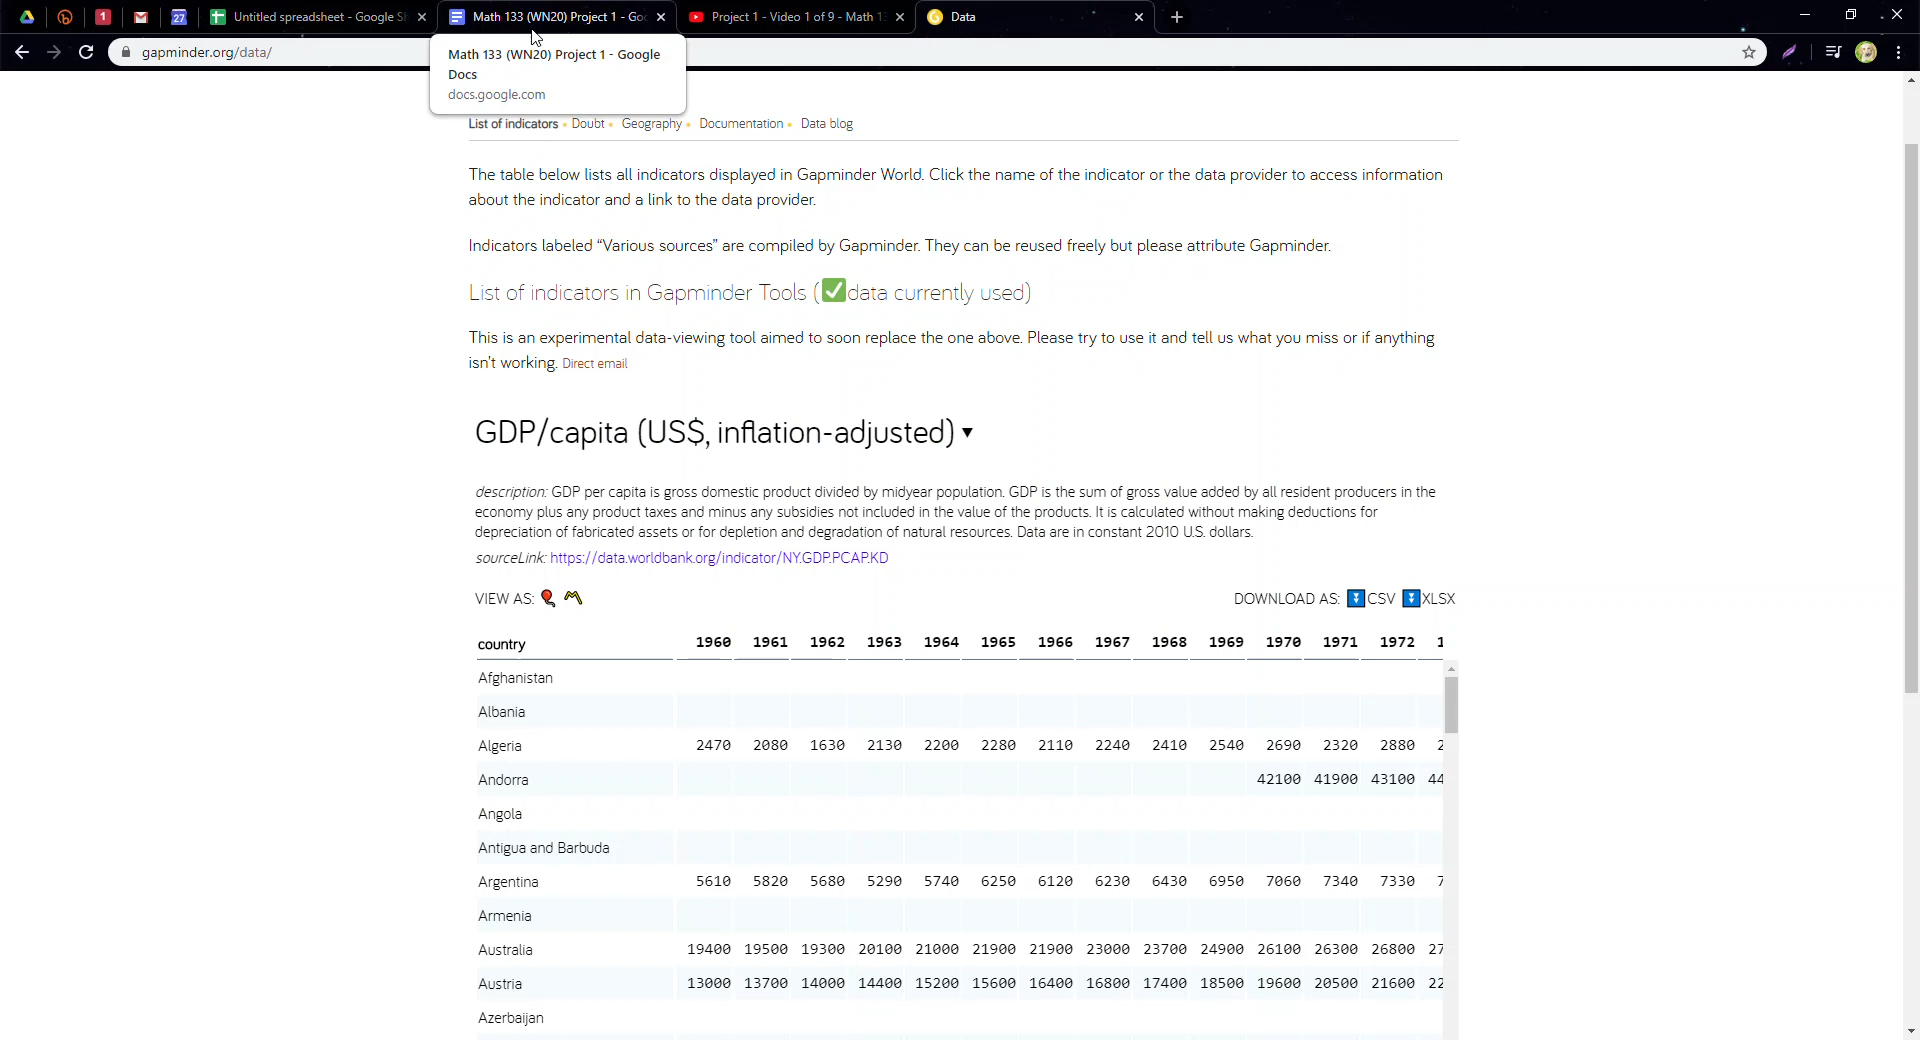 1
27
Untitled spreadsheet - Google S
Math 133 (WN20) Project 1 - Go
Project 1 - Video 1 of 9 - Math 1
Data
gapminder.org/data/
Math 133 (WN20) Project 1 - Google
Docs
docs.google.com
List of indicators • Doubt • Geography • Documentation • Data blog
The table below lists all indicators displayed in Gapminder World. Click the name of the indicator or the data provider to access information
about the indicator and a link to the data provider.
Indicators labeled “Various sources” are compiled by Gapminder. They can be reused freely but please attribute Gapminder.
List of indicators in Gapminder Tools (✅data currently used)
This is an experimental data-viewing tool aimed to soon replace the one above. Please try to use it and tell us what you miss or if anything
isn't working. Direct email
GDP/capita (US$, inflation-adjusted) ▾
description: GDP per capita is gross domestic product divided by midyear population. GDP is the sum of gross value added by all resident producers in the
economy plus any product taxes and minus any subsidies not included in the value of the products. It is calculated without making deductions for
depreciation of fabricated assets or for depletion and degradation of natural resources. Data are in constant 2010 U.S. dollars.
sourceLink: https://data.worldbank.org/indicator/NY.GDP.PCAP.KD
VIEW AS: DOWNLOAD AS: CSV XLSX
country 1960 1961 1962 1963 1964 1965 1966 1967 1968 1969 1970 1971 1972 1
Afghanistan
Albania
Algeria 2470 2080 1630 2130 2200 2280 2110 2240 2410 2540 2690 2320 2880 2
Andorra 42100 41900 43100 44
Angola
Antigua and Barbuda
Argentina 5610 5820 5680 5290 5740 6250 6120 6230 6430 6950 7060 7340 7330 7
Armenia
Australia 19400 19500 19300 20100 21000 21900 21900 23000 23700 24900 26100 26300 26800 27
Austria 13000 13700 14000 14400 15200 15600 16400 16800 17400 18500 19600 20500 21600 22
Azerbaijan